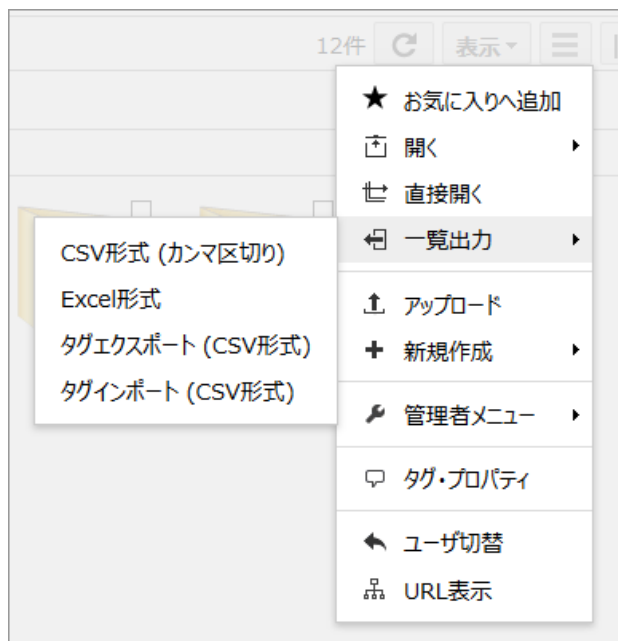 12件 表示
お気に入りへ追加
開く
直接開く
一覧出力
CSV形式 (カンマ区切り)
Excel形式
タグエクスポート (CSV形式)
タグインポート (CSV形式)
アップロード
新規作成
管理者メニュー
タグ・プロパティ
ユーザ切替
URL表示